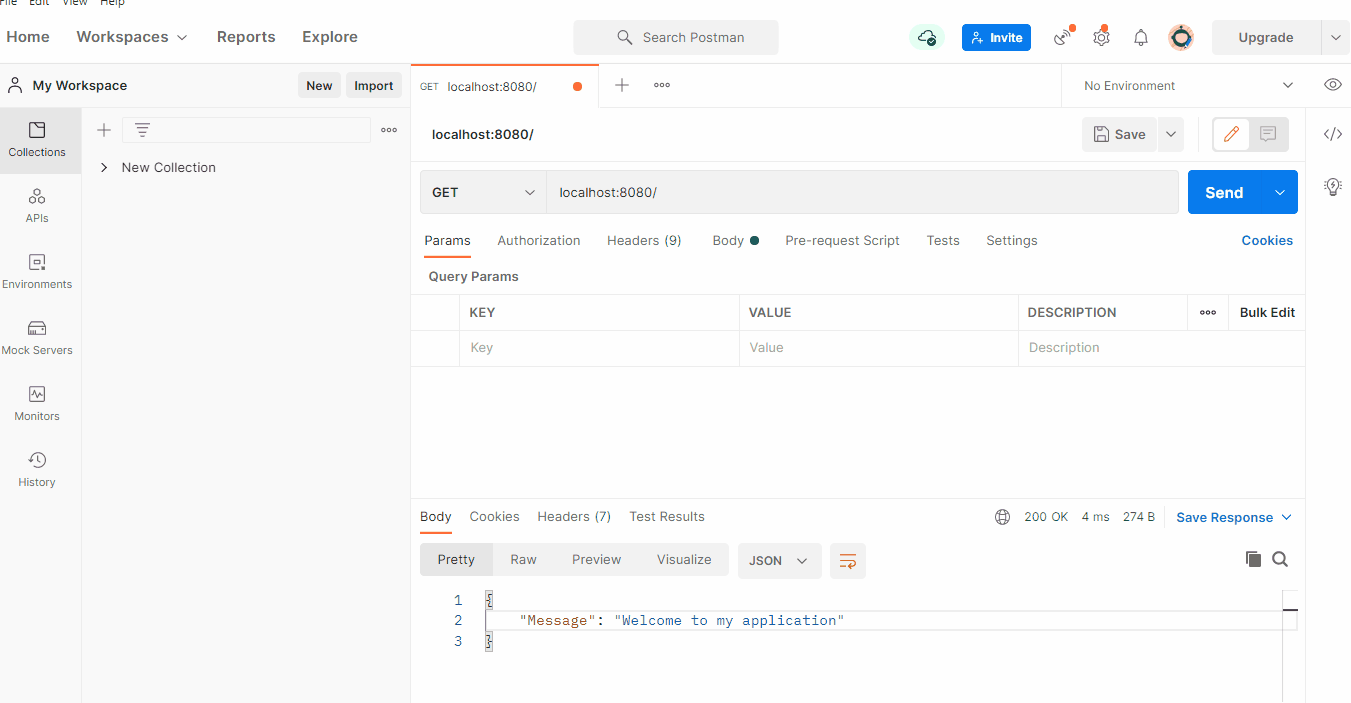 File Edit View Help
Home Workspaces Reports Explore Search Postman Invite Upgrade
My Workspace New Import GET localhost:8080/ No Environment
Collections
localhost:8080/ Save
New Collection
APIs
GET localhost:8080/ Send
Params Authorization Headers (9) Body Pre-request Script Tests Settings Cookies
Environments
Query Params
KEY VALUE DESCRIPTION Bulk Edit
Mock Servers
Key Value Description
Monitors
History
Body Cookies Headers (7) Test Results 200 OK 4 ms 274 B Save Response
Pretty Raw Preview Visualize JSON
1 {
2 "Message": "Welcome to my application"
3 }